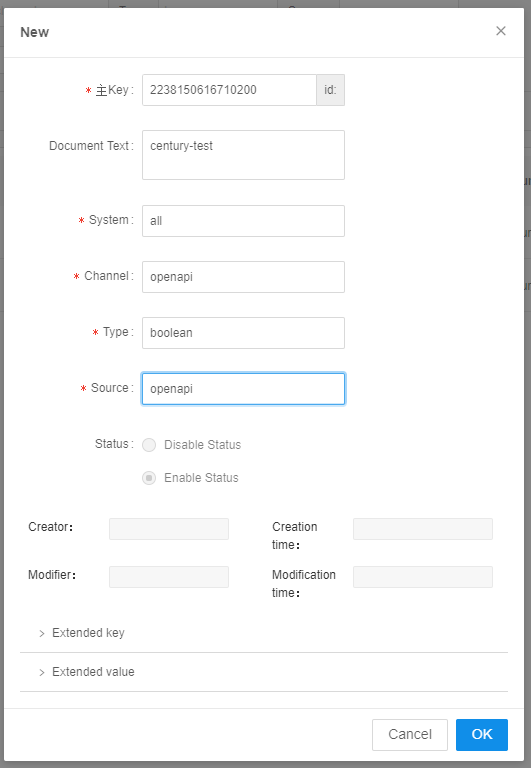 New
* 主Key : 2238150616710200 id:
Document Text : century-test
* System : all
* Channel : openapi
* Type : boolean
* Source : openapi
Status : Disable Status
Enable Status
Creator： Creation
time：
Modifier： Modification
time：
Extended key
Extended value
Cancel OK